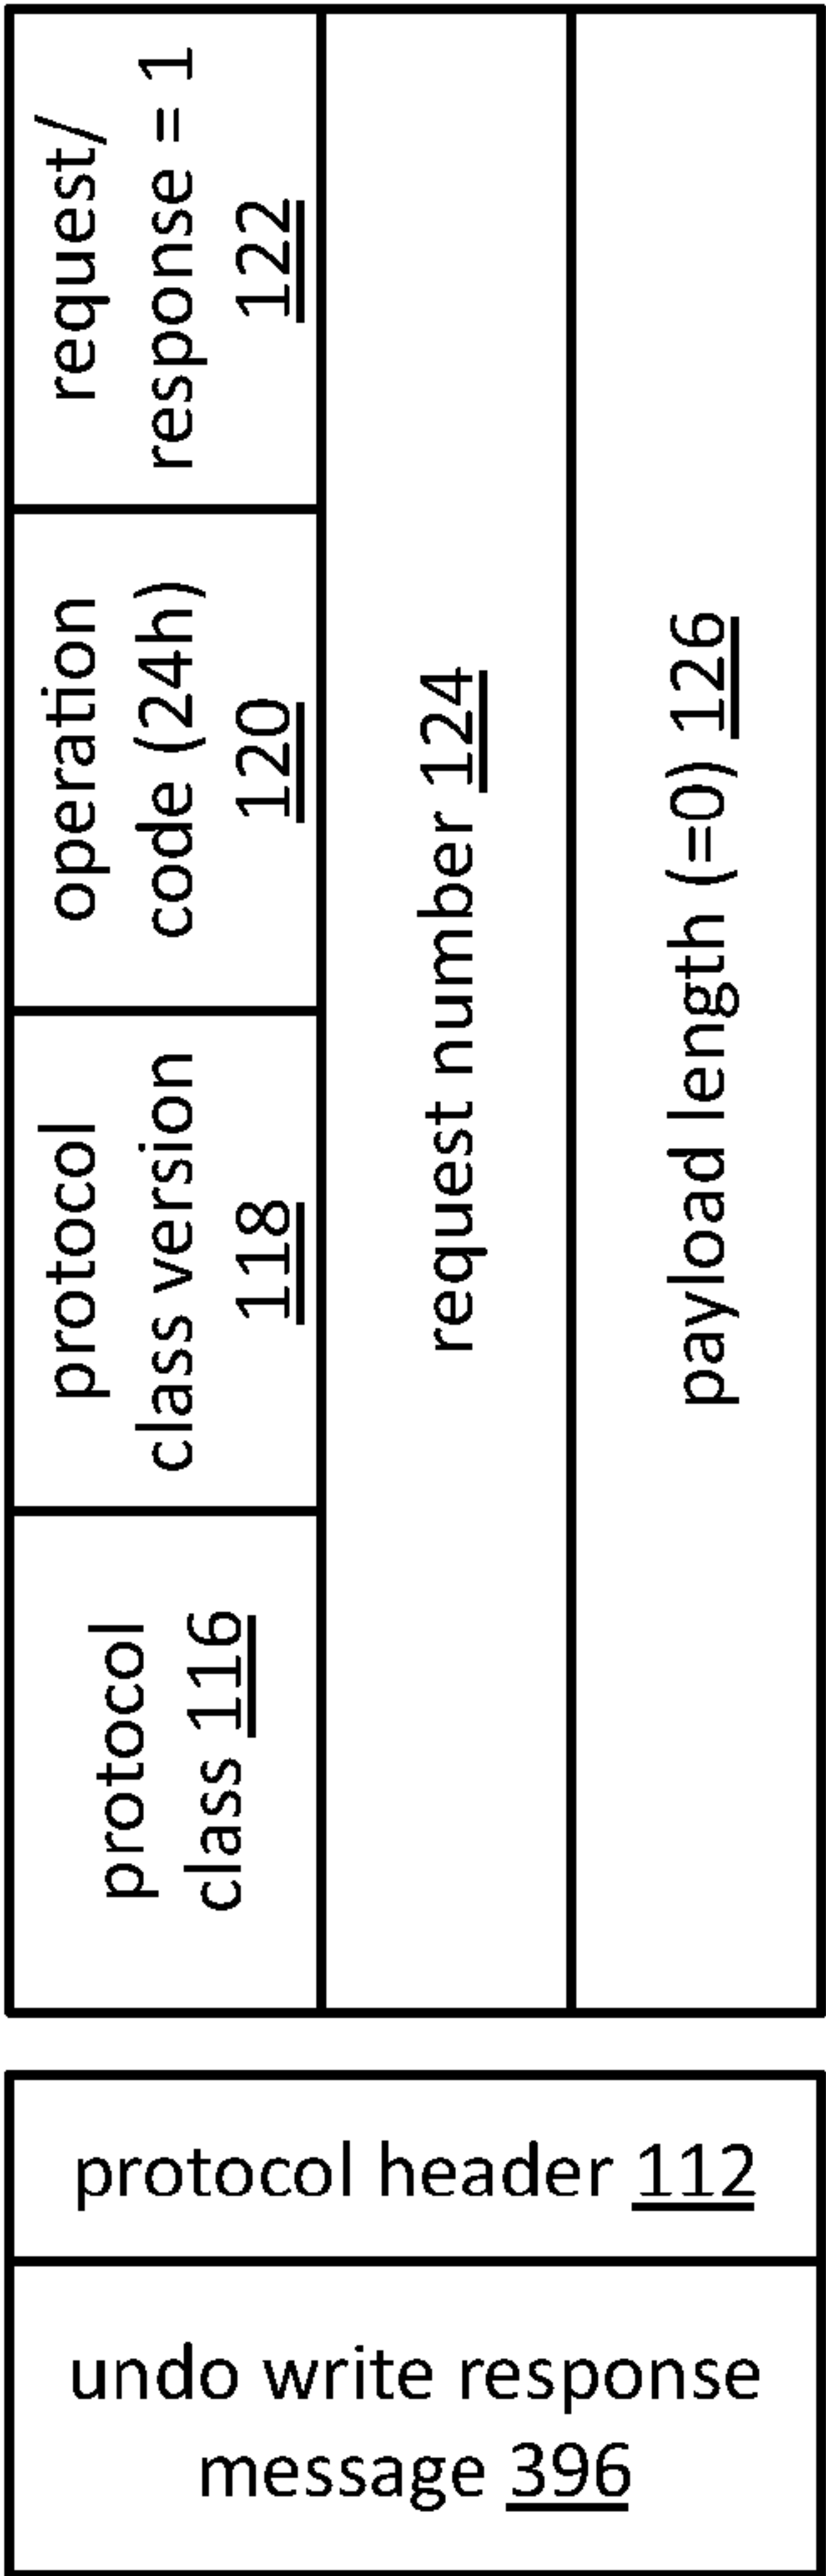 undo write response
message 396
protocol header 112
protocol
class 116
protocol
class version
118
operation
code (24h)
120
request/
response = 1
122
request number 124
payload length (=0) 126